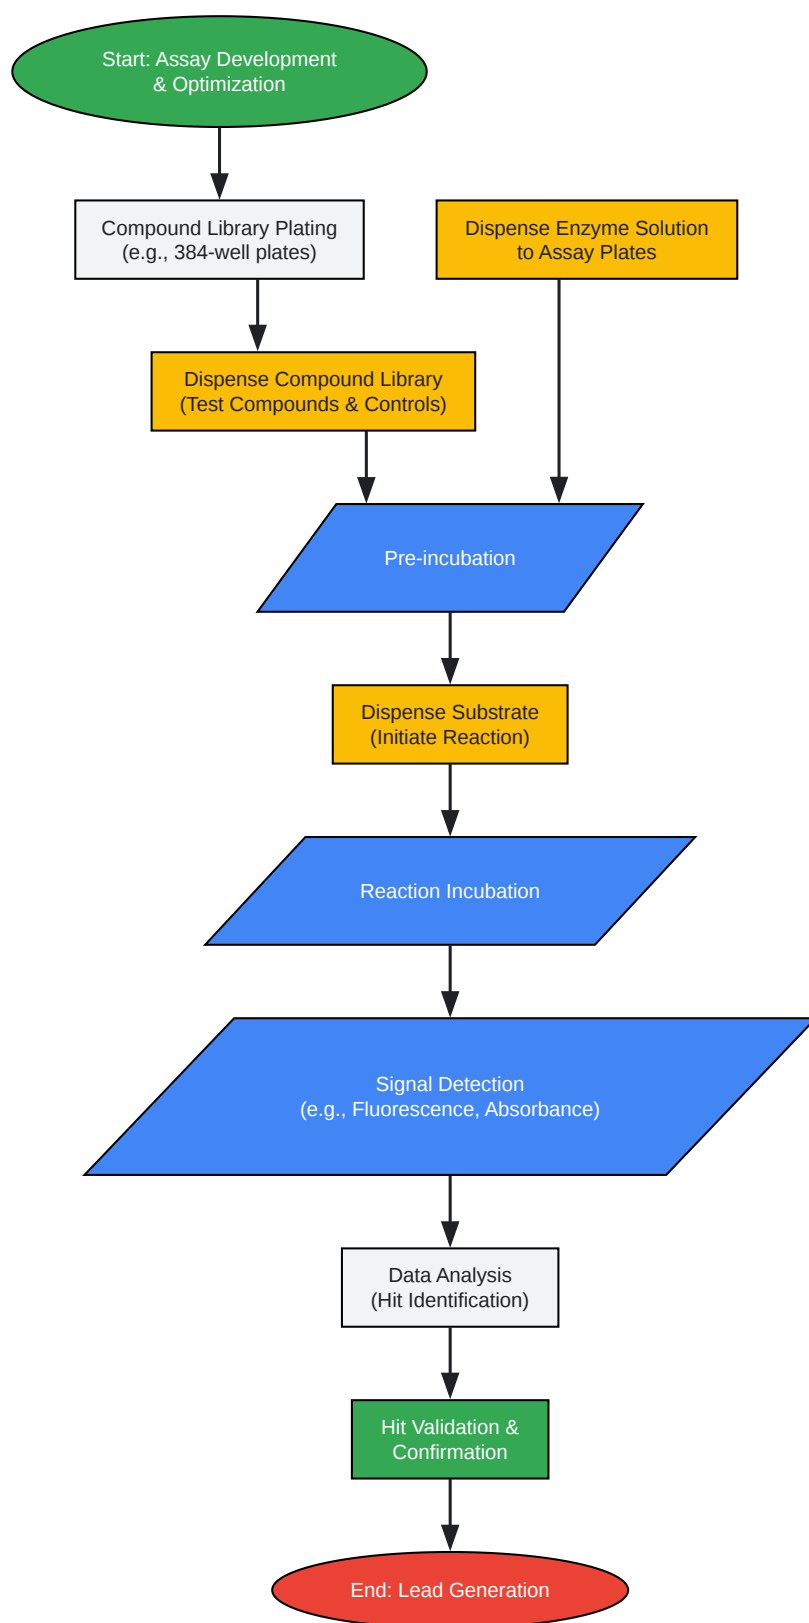 Start: Assay Development
& Optimization
Compound Library Plating
(e.g., 384-well plates)
Dispense Enzyme Solution
to Assay Plates
Dispense Compound Library
(Test Compounds & Controls)
Pre-incubation
Dispense Substrate
(Initiate Reaction)
Reaction Incubation
Signal Detection
(e.g., Fluorescence, Absorbance)
Data Analysis
(Hit Identification)
Hit Validation &
Confirmation
End: Lead Generation